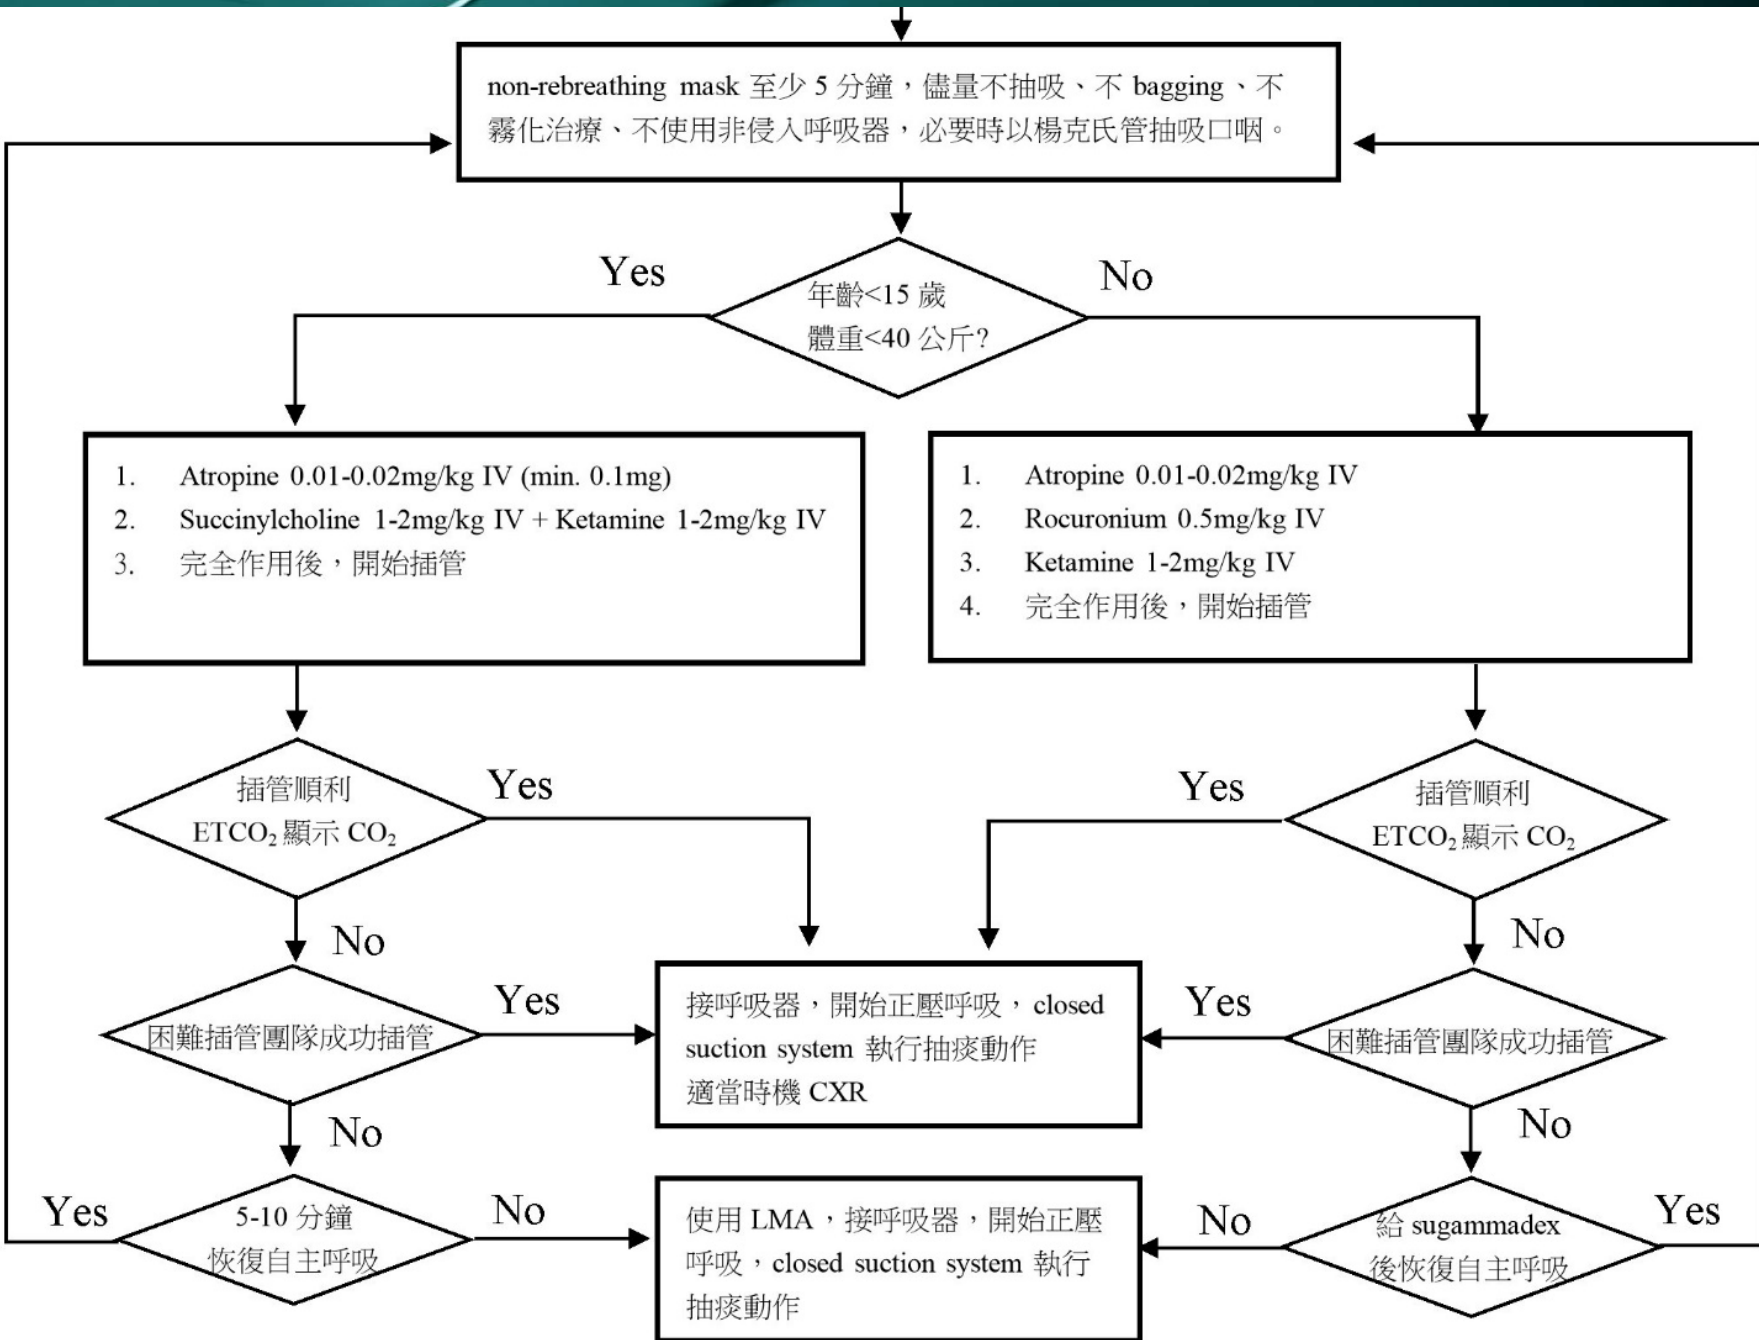 non-rebreathing mask 至少 5 分鐘，儘量不抽吸、不 bagging、不
霧化治療、不使用非侵入呼吸器，必要時以楊克氏管抽吸口咽。
Yes
No
年齡<15 歲
體重<40 公斤?
1. Atropine 0.01-0.02mg/kg IV (min. 0.1mg)
2. Succinylcholine 1-2mg/kg IV + Ketamine 1-2mg/kg IV
3. 完全作用後，開始插管
1. Atropine 0.01-0.02mg/kg IV
2. Rocuronium 0.5mg/kg IV
3. Ketamine 1-2mg/kg IV
4. 完全作用後，開始插管
插管順利
ETCO₂ 顯示 CO₂
Yes
Yes
插管順利
ETCO₂ 顯示 CO₂
No
No
困難插管團隊成功插管
Yes
接呼吸器，開始正壓呼吸，closed
suction system 執行抽痰動作
適當時機 CXR
Yes
困難插管團隊成功插管
No
No
Yes
5-10 分鐘
恢復自主呼吸
No
使用 LMA，接呼吸器，開始正壓
呼吸，closed suction system 執行
抽痰動作
No
給 sugammadex
後恢復自主呼吸
Yes